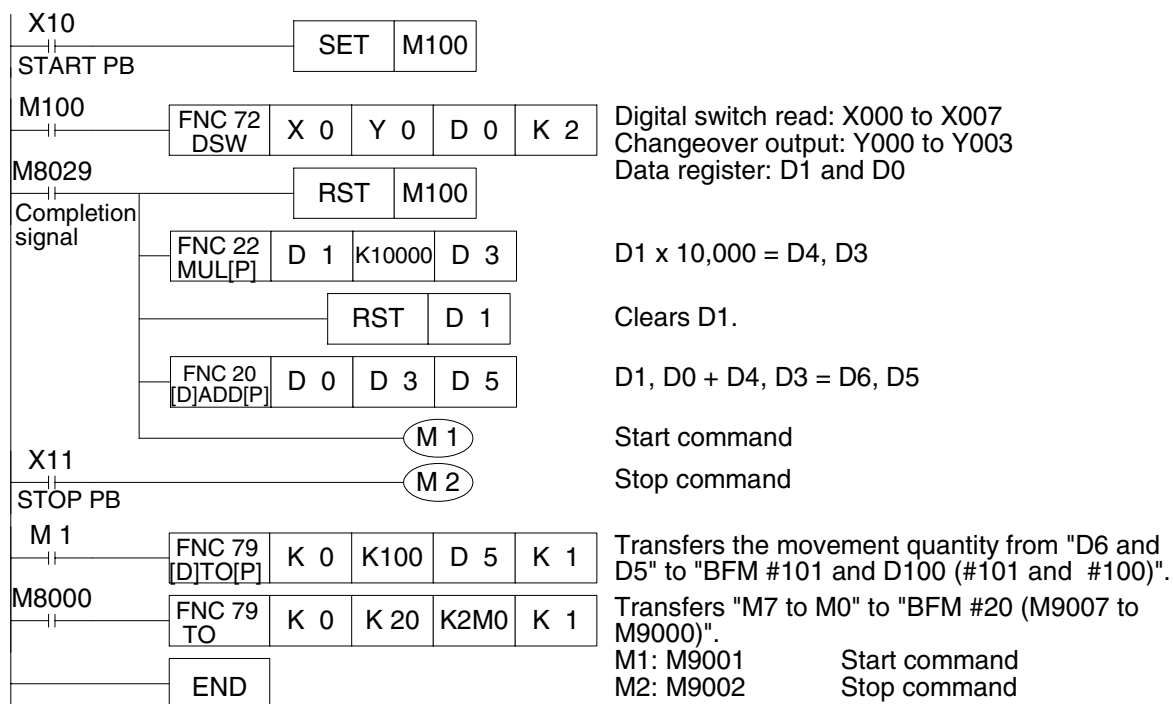 X10
SET M100
START PB
M100
FNC 72 DSW X 0 Y 0 D 0 K 2
Digital switch read: X000 to X007
Changeover output: Y000 to Y003
Data register: D1 and D0
M8029
RST M100
Completion
signal
FNC 22 MUL[P] D 1 K10000 D 3
D1 x 10,000 = D4, D3
RST D 1
Clears D1.
FNC 20 [D]ADD[P] D 0 D 3 D 5
D1, D0 + D4, D3 = D6, D5
M 1
Start command
X11
M 2
Stop command
STOP PB
M 1
FNC 79 [D]TO[P] K 0 K100 D 5 K 1
Transfers the movement quantity from "D6 and
D5" to "BFM #101 and D100 (#101 and #100)".
M8000
FNC 79 TO K 0 K 20 K2M0 K 1
Transfers "M7 to M0" to "BFM #20 (M9007 to
M9000)".
M1: M9001 Start command
M2: M9002 Stop command
END